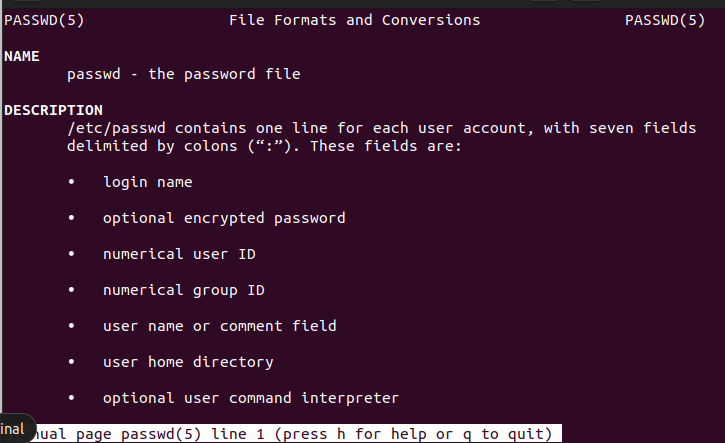 PASSWD(5) File Formats and Conversions PASSWD(5)
NAME
passwd - the password file
DESCRIPTION
/etc/passwd contains one line for each user account, with seven fields
delimited by colons (“:”). These fields are:
• login name
• optional encrypted password
• numerical user ID
• numerical group ID
• user name or comment field
• user home directory
• optional user command interpreter
inal
nual page passwd(5) line 1 (press h for help or q to quit)